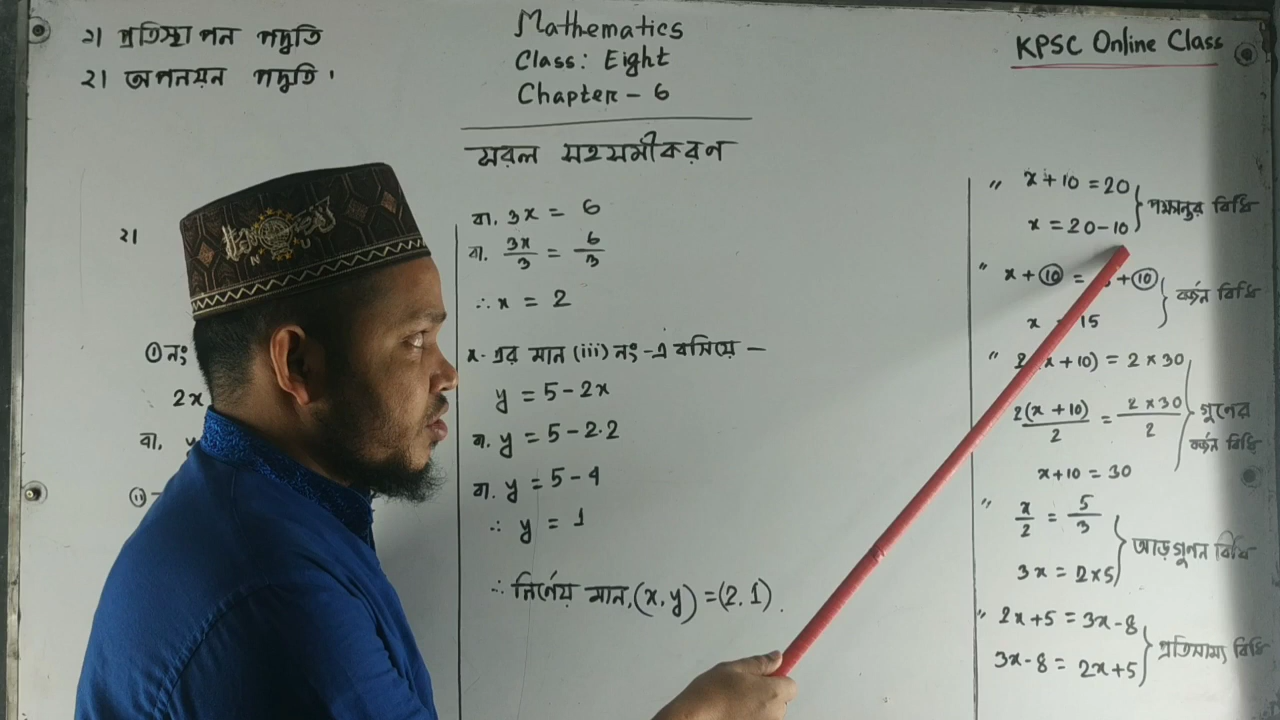 ১। প্রতিস্থাপন পদ্ধতি
২। অপনয়ন পদ্ধতি।
Mathematics
Class: Eight
Chapter - 6
KPSC Online Class
সরল সহসমীকরণ
২।
①নং
2x
বা,
①-
বা, 3x = 6
বা, 3x/3 = 6/3
∴ x = 2
x- এর মান (iii) নং -এ বসিয়ে -
y = 5 - 2x
বা, y = 5 - 2.2
বা, y = 5 - 4
∴ y = 1
∴ নির্ণেয় মান, (x, y) = (2, 1).
" x + 10 = 20
x = 20 - 10 } পক্ষান্তর বিধি
" x + ⑩ = + ⑩
x 15 } বর্জন বিধি
" 2 x + 10) = 2 × 30
2(x + 10)/2 = 2 × 30/2 } গুনের
বর্জন বিধি
x + 10 = 30
" x/2 = 5/3
3x = 2×5 } আড়গুনন বিধি
" 2x + 5 = 3x - 8
3x - 8 = 2x + 5 } প্রতিসাম্য বিধি